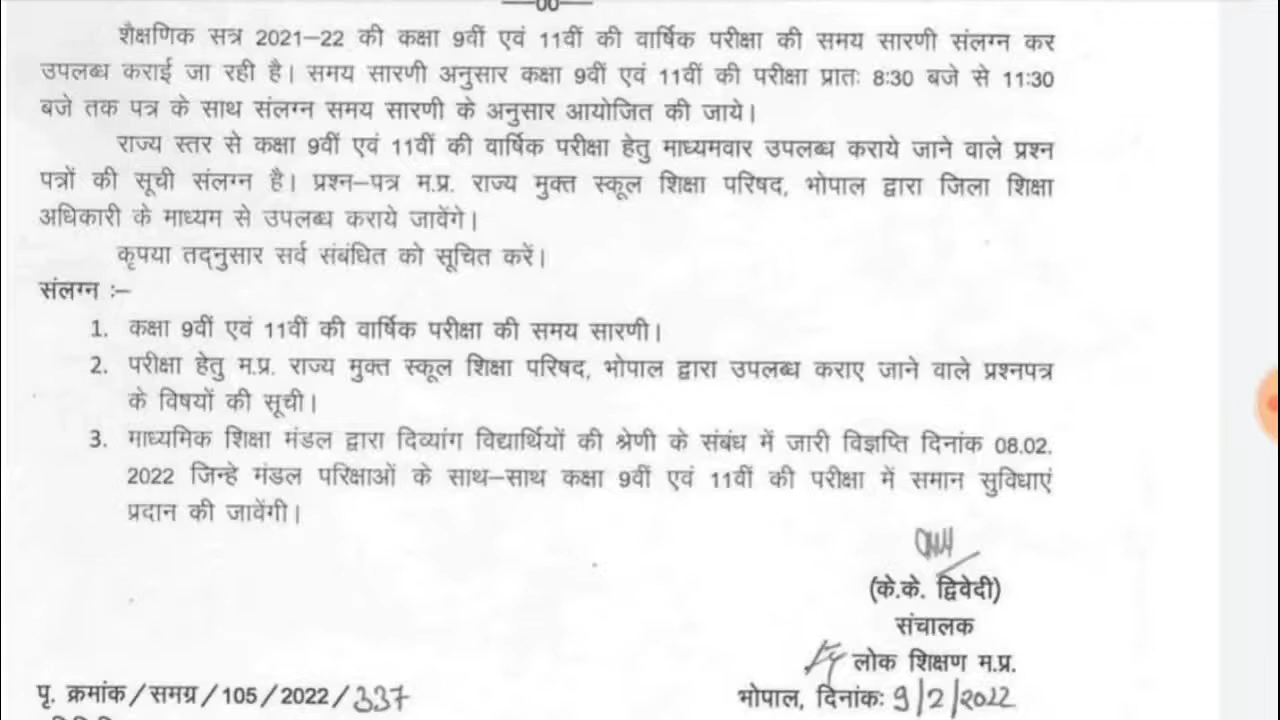 —00—
शैक्षणिक सत्र 2021–22 की कक्षा 9वीं एवं 11वीं की वार्षिक परीक्षा की समय सारणी संलग्न कर
उपलब्ध कराई जा रही है। समय सारणी अनुसार कक्षा 9वीं एवं 11वीं की परीक्षा प्रातः 8:30 बजे से 11:30
बजे तक पत्र के साथ संलग्न समय सारणी के अनुसार आयोजित की जाये।
राज्य स्तर से कक्षा 9वीं एवं 11वीं की वार्षिक परीक्षा हेतु माध्यमवार उपलब्ध कराये जाने वाले प्रश्न
पत्रों की सूची संलग्न है। प्रश्न–पत्र म.प्र. राज्य मुक्त स्कूल शिक्षा परिषद, भोपाल द्वारा जिला शिक्षा
अधिकारी के माध्यम से उपलब्ध कराये जावेंगे।
कृपया तद्नुसार सर्व संबंधित को सूचित करें।
संलग्न :–
1. कक्षा 9वीं एवं 11वीं की वार्षिक परीक्षा की समय सारणी।
2. परीक्षा हेतु म.प्र. राज्य मुक्त स्कूल शिक्षा परिषद, भोपाल द्वारा उपलब्ध कराए जाने वाले प्रश्नपत्र
के विषयों की सूची।
3. माध्यमिक शिक्षा मंडल द्वारा दिव्यांग विद्यार्थियों की श्रेणी के संबंध में जारी विज्ञप्ति दिनांक 08.02.
2022 जिन्हे मंडल परिक्षाओं के साथ–साथ कक्षा 9वीं एवं 11वीं की परीक्षा में समान सुविधाएं
प्रदान की जावेंगी।
(के.के. द्विवेदी)
संचालक
लोक शिक्षण म.प्र.
पृ. क्रमांक/समग्र/105/2022/337
भोपाल, दिनांक: 9/2/2022